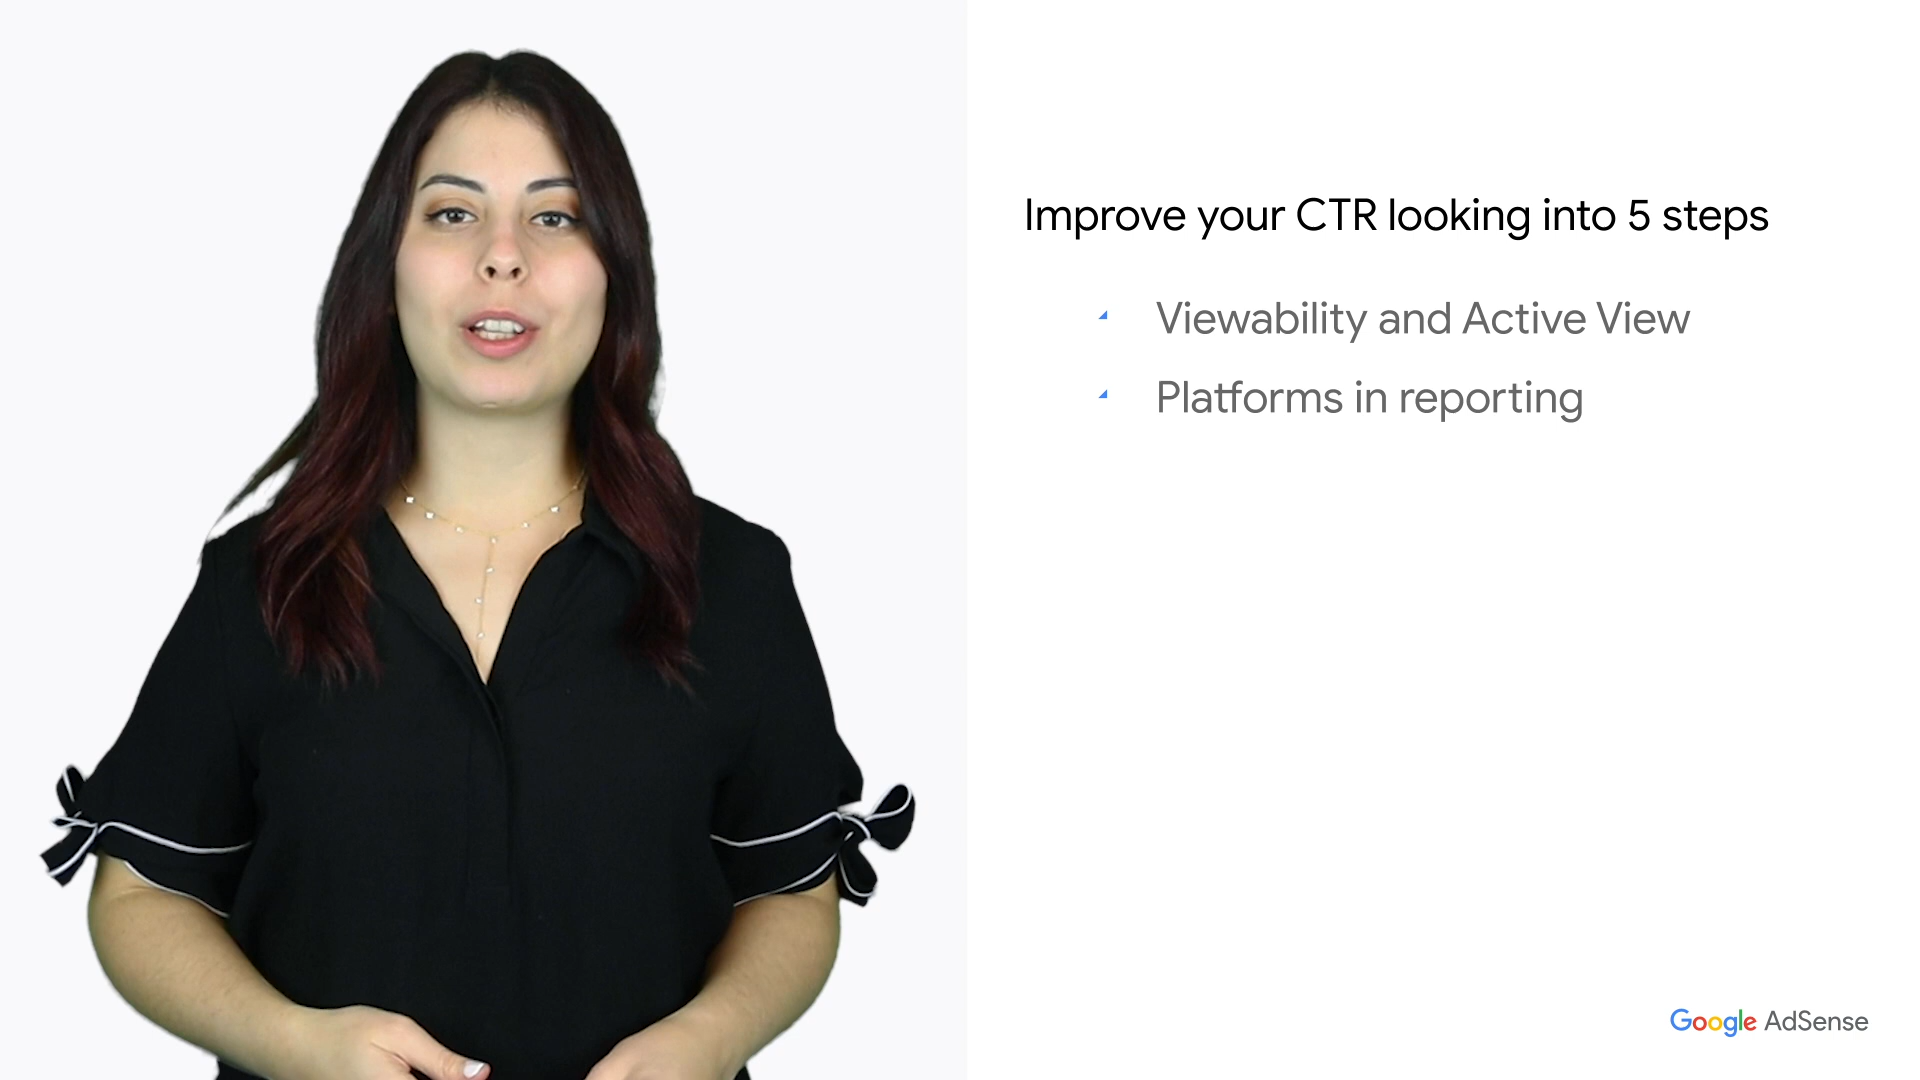 Improve your CTR looking into 5 steps
Viewability and Active View
Platforms in reporting
Google AdSense